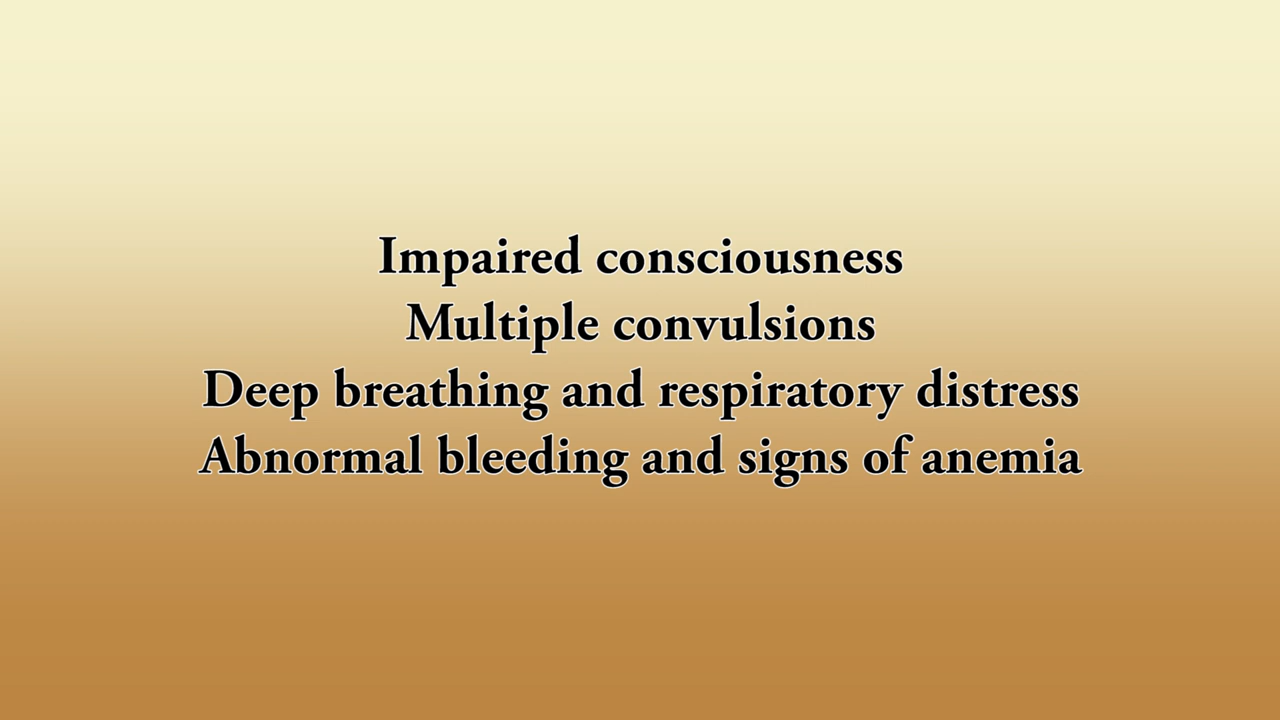 Impaired consciousness
Multiple convulsions
Deep breathing and respiratory distress
Abnormal bleeding and signs of anemia